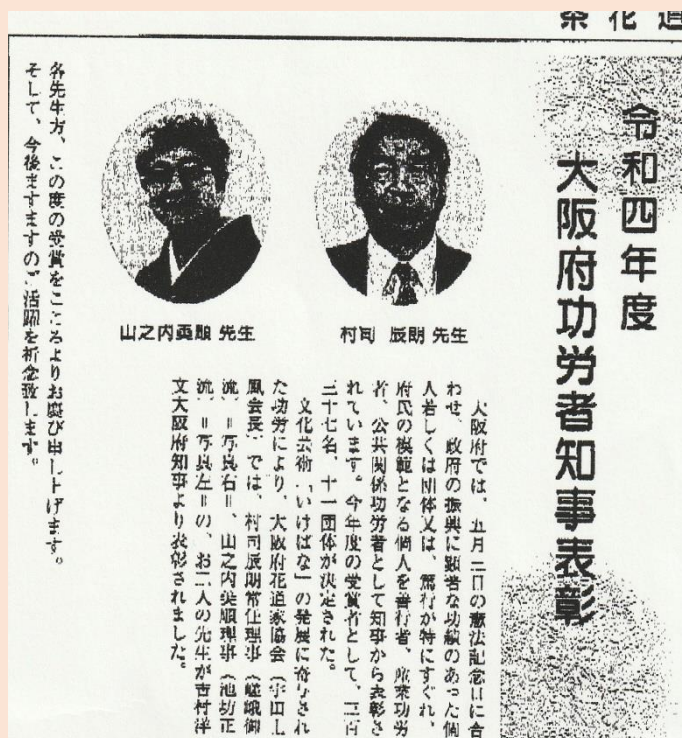 茶花道
令和四年度
大阪府功労者知事表彰
村司 辰朗 先生
山之内美順 先生
大阪府では、五月三日の憲法記念日に合
わせ、政府の振興に顕著な功績のあった個
人若しくは団体又は、篤行が特にすぐれ、
府民の模範となる個人を善行者、産業功労
者、公共関係功労者として知事から表彰さ
れています。今年度の受賞者として、三百
三十七名、十一団体が決定された。
文化芸術「いけばな」の発展に寄与され
た功労により、大阪府花道家協会(
風会長)では、村司辰朗常任理事(嵯峨御
流)=写真右=、山之内美順理事(池坊正
流)=写真左=の、お二人の先生が吉村洋
文大阪府知事より表彰されました。
各先生方、この度の受賞をこころよりお慶び申し上げます。
そして、今後ますますのご活躍を祈念致します。